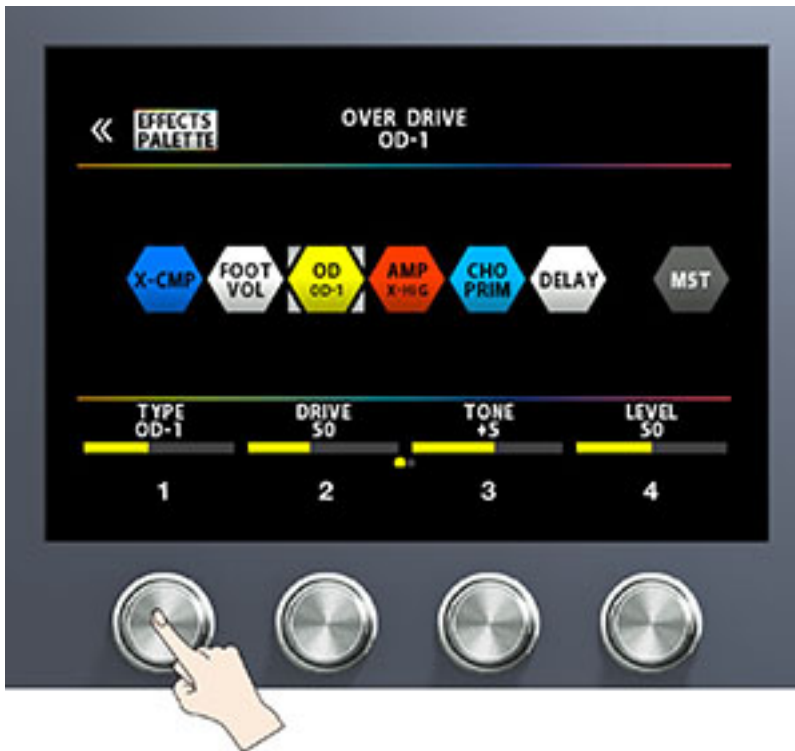 «
EFFECTS
PALETTE
OVER DRIVE
OD-1
X-CMP
FOOT
VOL
OD
OD-1
AMP
X-HiG
CHO
PRIM
DELAY
MST
TYPE
OD-1
DRIVE
50
TONE
+5
LEVEL
50
1
2
3
4